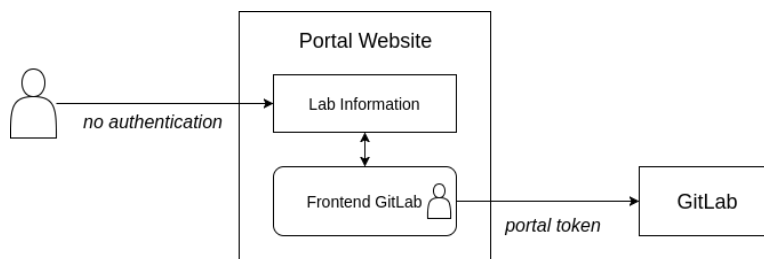 Portal Website
Lab Information
no authentication
Frontend GitLab
GitLab
portal token